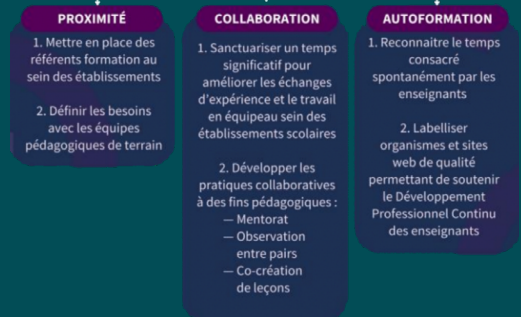 PROXIMITÉ
1. Mettre en place des
référents formation au
sein des établissements
2. Définir les besoins
avec les équipes
pédagogiques de terrain
COLLABORATION
1. Sanctuariser un temps
significatif pour
améliorer les échanges
d'expérience et le travail
en équipeau sein des
établissements scolaires
2. Développer les
pratiques collaboratives
à des fins pédagogiques :
— Mentorat
— Observation
entre pairs
— Co-création
de leçons
AUTOFORMATION
1. Reconnaitre le temps
consacré
spontanément par les
enseignants
2. Labelliser
organismes et sites
web de qualité
permettant de soutenir
le Développement
Professionnel Continu
des enseignants